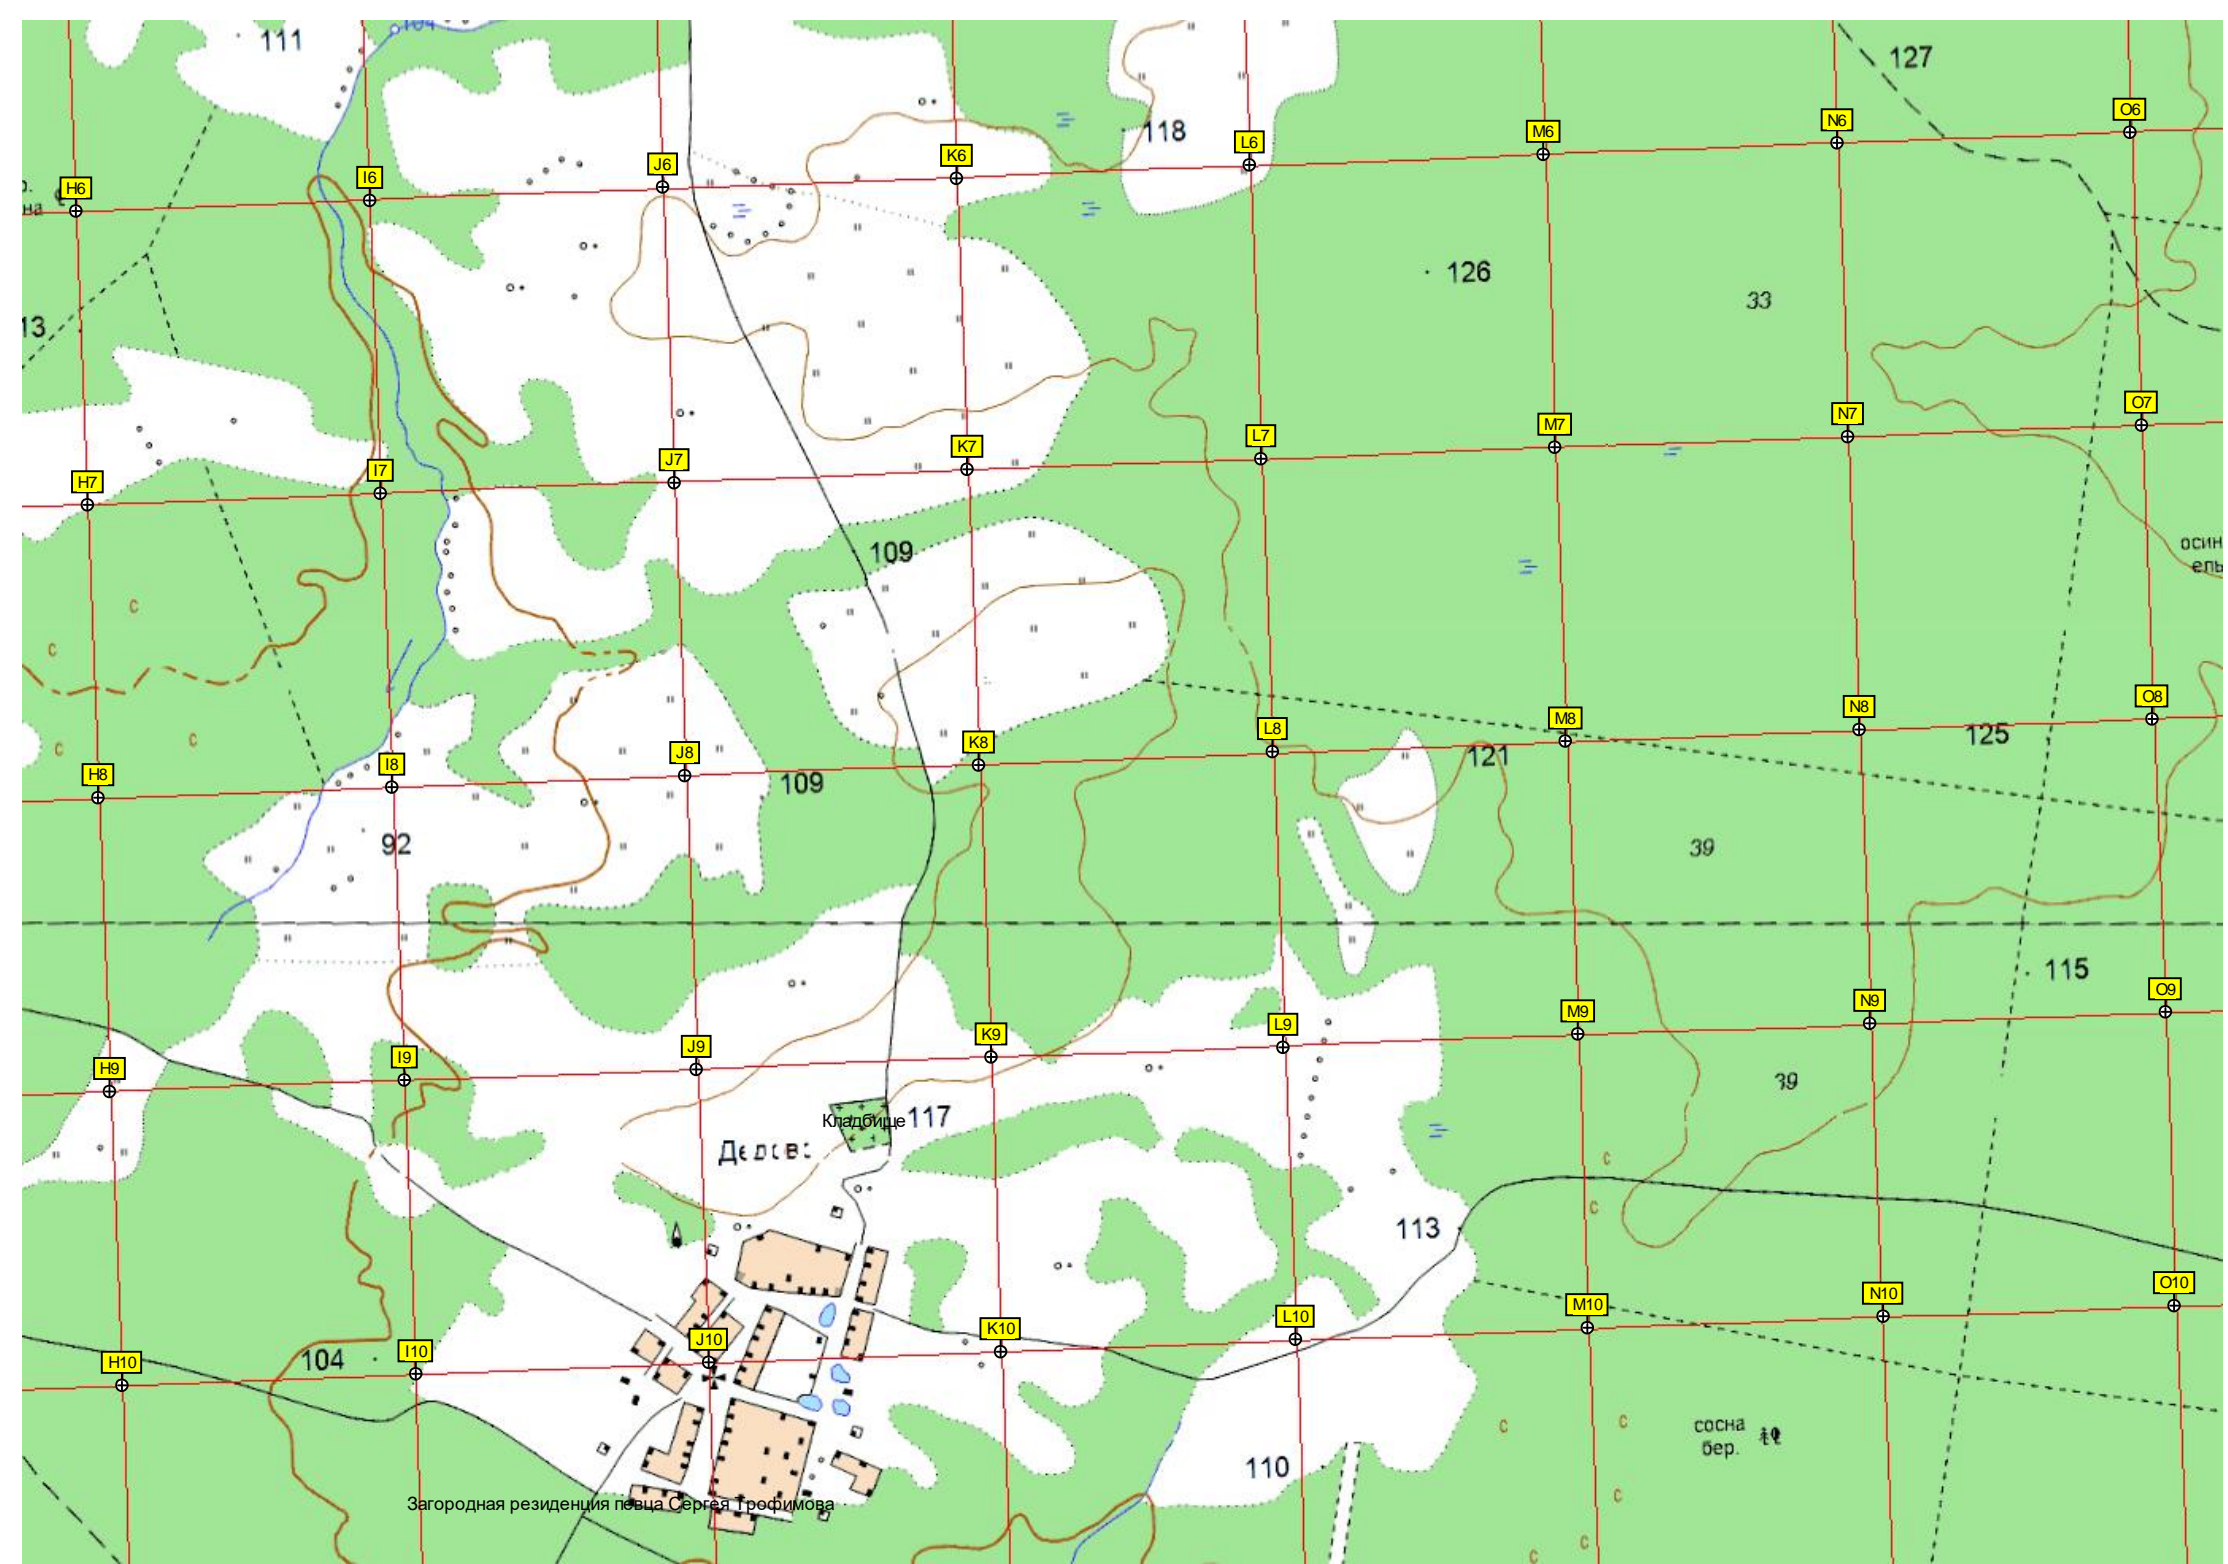 104
111
127
118
O6
N6
M6
L6
K6
J6
I6
H6
на
126
33
13
O7
N7
M7
L7
K7
J7
I7
H7
109
осин
ель
с
с
O8
N8
M8
L8
K8
J8
I8
H8
125
121
109
с
с
92
39
115
O9
N9
M9
L9
K9
J9
I9
H9
39
Кладбище
117
с
с
113
O10
N10
M10
L10
K10
J10
I10
H10
104
с
с
сосна
бер.
110
с
Загородная резиденция певца Сергея Трофимова
с
с